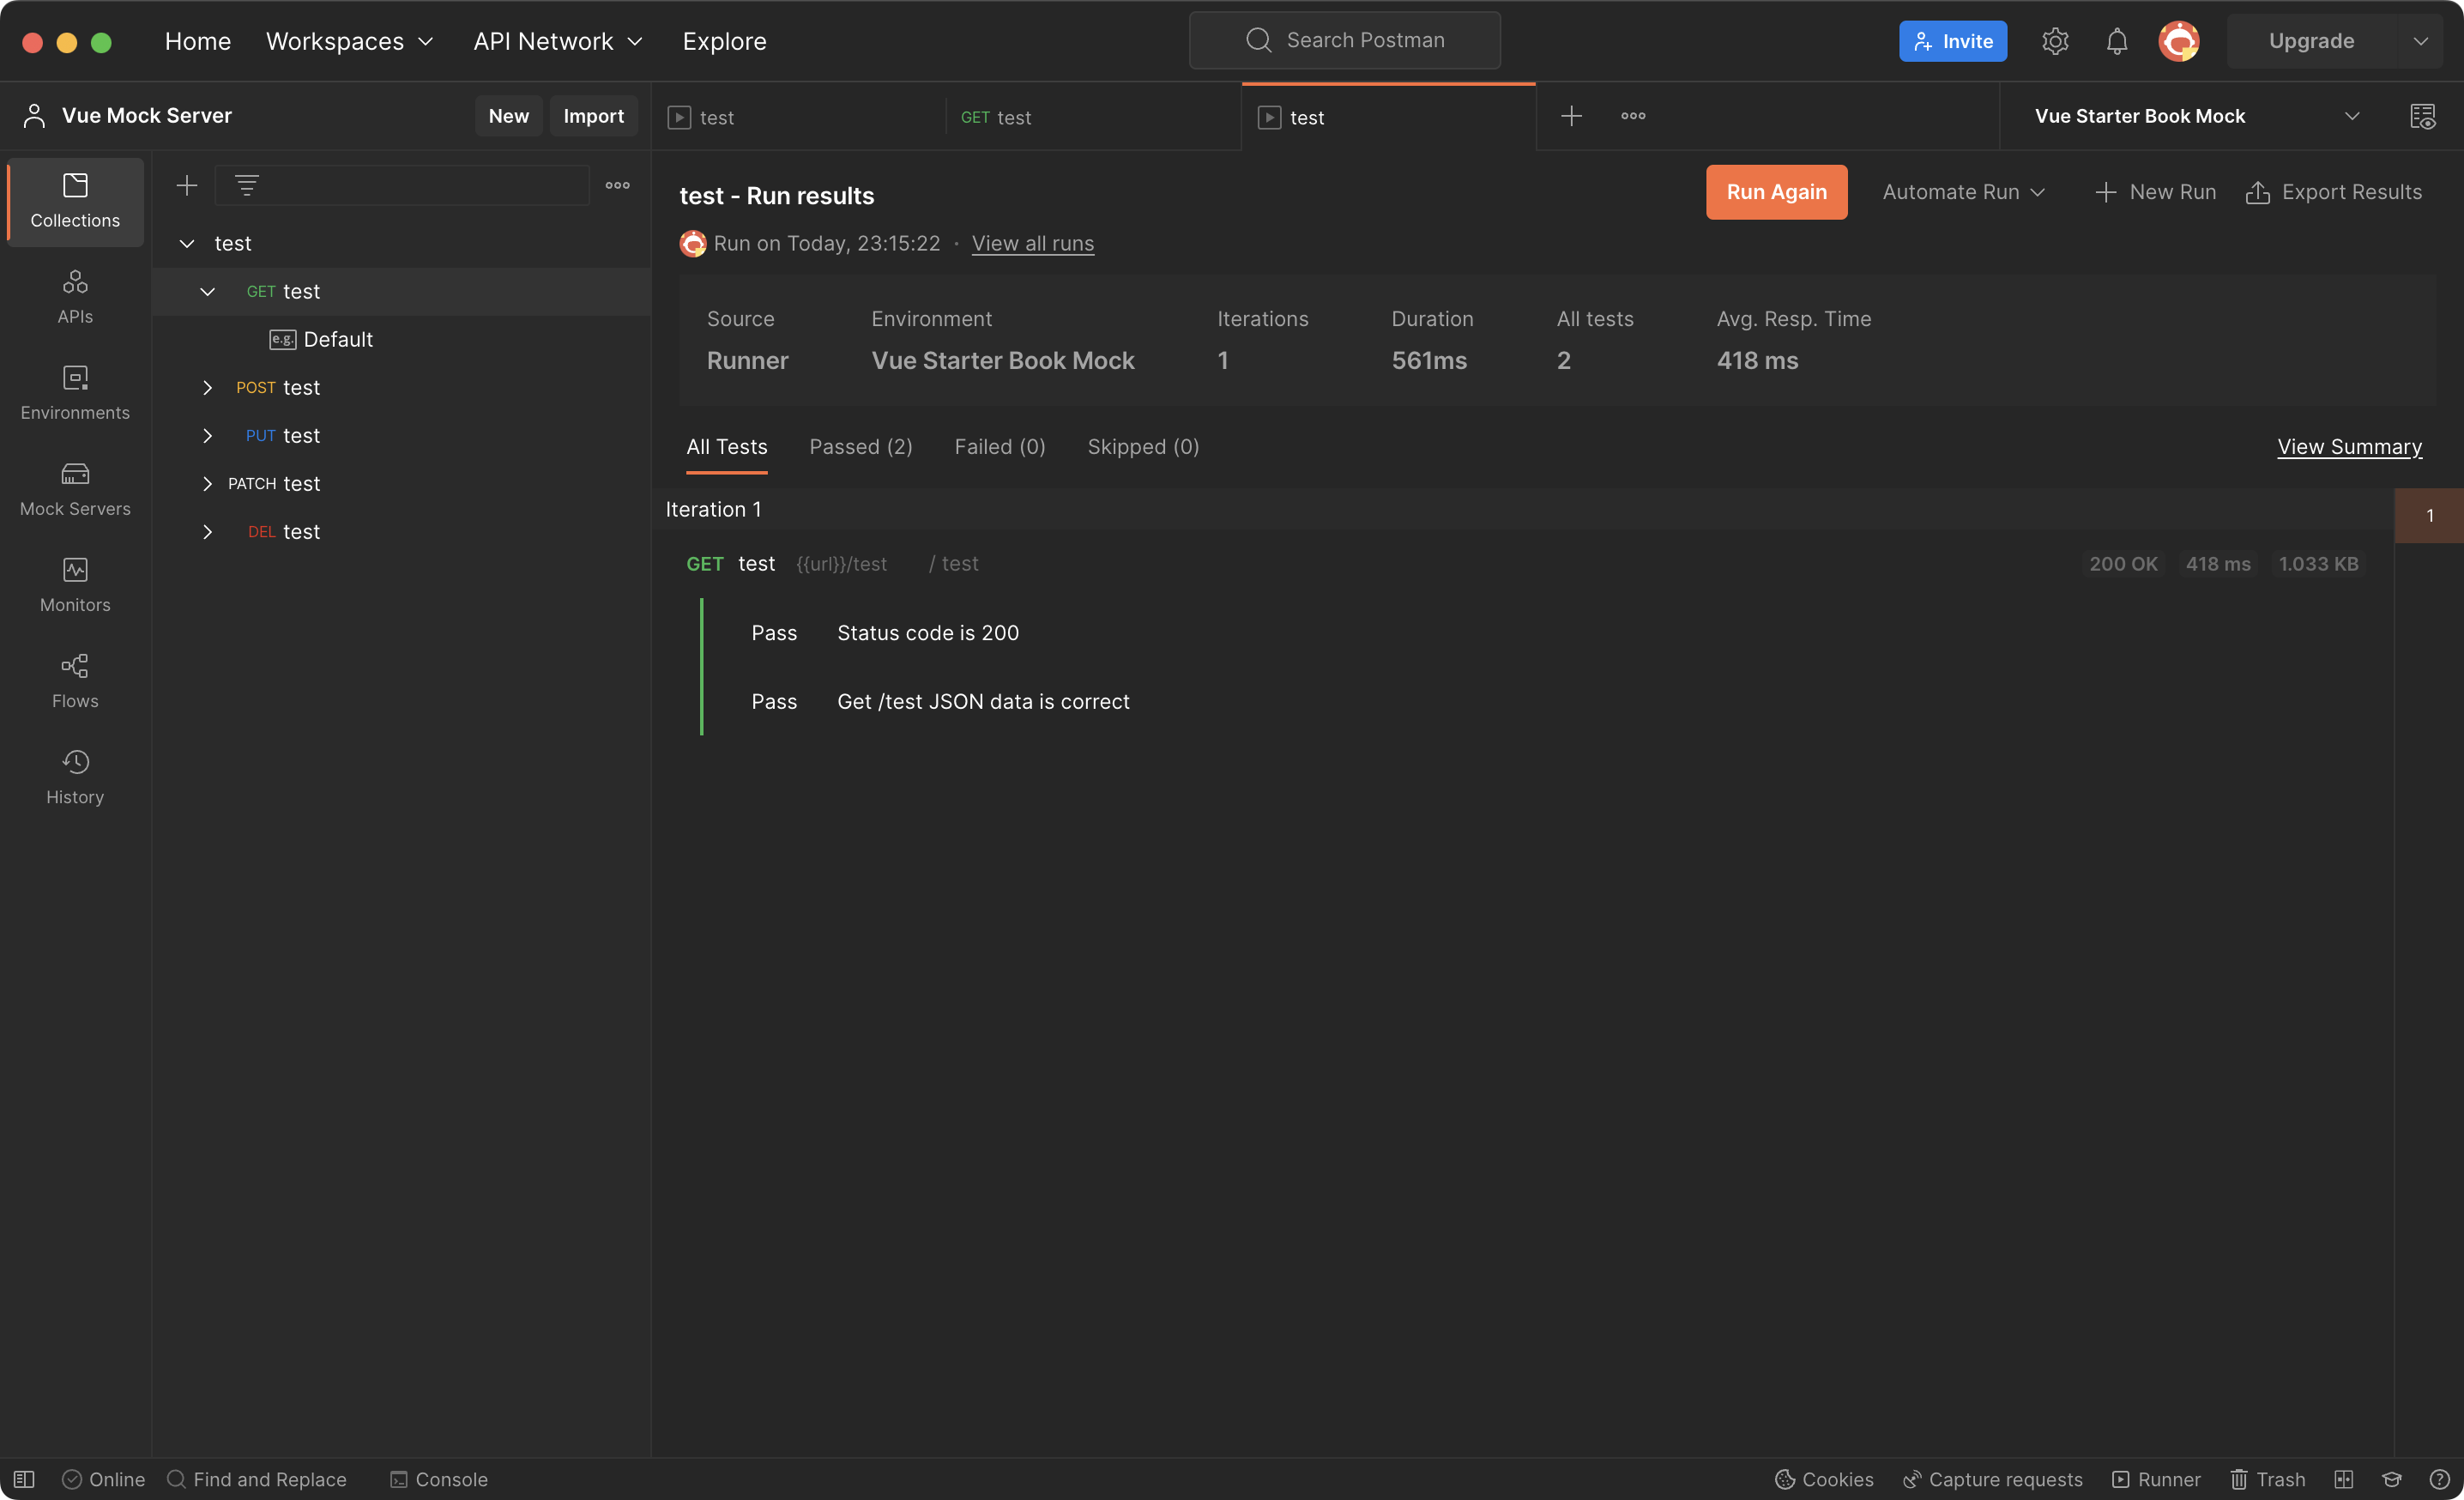 Home Workspaces API Network Explore Search Postman Invite Upgrade
Vue Mock Server New Import
test GET test test Vue Starter Book Mock
Collections
APIs
Environments
Mock Servers
Monitors
Flows
History
test
GET test
e.g. Default
POST test
PUT test
PATCH test
DEL test
test - Run results Run Again Automate Run New Run Export Results
Run on Today, 23:15:22 · View all runs
Source Environment Iterations Duration All tests Avg. Resp. Time
Runner Vue Starter Book Mock 1 561ms 2 418 ms
All Tests Passed (2) Failed (0) Skipped (0) View Summary
Iteration 1 1
GET test {{url}}/test / test 200 OK 418 ms 1.033 KB
Pass Status code is 200
Pass Get /test JSON data is correct
Online Find and Replace Console Cookies Capture requests Runner Trash